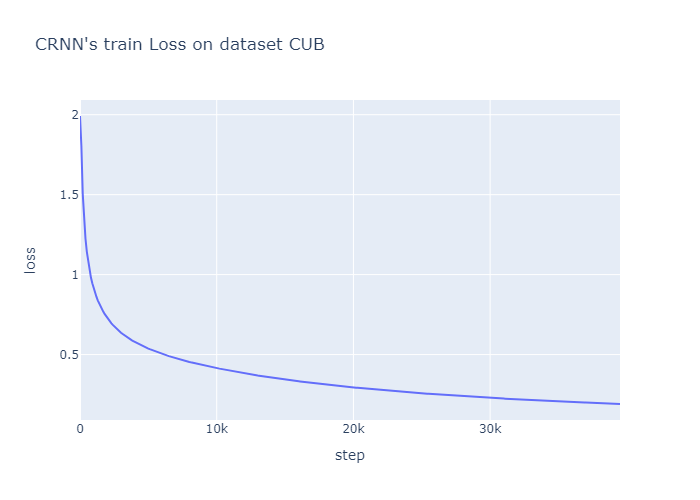 CRNN's train Loss on dataset CUB
2
1.5
1
0.5
loss
0
10k
20k
30k
step